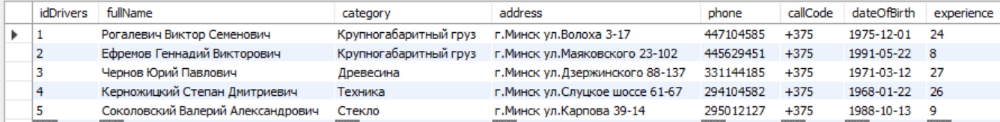 idDrivers fullName category address phone callCode dateOfBirth experience
1 Рогалевич Виктор Семенович Крупногабаритный груз г.Минск ул.Волоха 3-17 447104585 +375 1975-12-01 24
2 Ефремов Геннадий Викторович Крупногабаритный груз г.Минск ул.Маяковского 23-102 445629451 +375 1991-05-22 8
3 Чернов Юрий Павлович Древесина г.Минск ул.Дзержинского 88-137 331144185 +375 1971-03-12 27
4 Керножицкий Степан Дмитриевич Техника г.Минск ул.Слуцкое шоссе 61-67 294104582 +375 1968-01-22 26
5 Соколовский Валерий Александрович Стекло г.Минск ул.Карпова 39-14 295012127 +375 1988-10-13 9